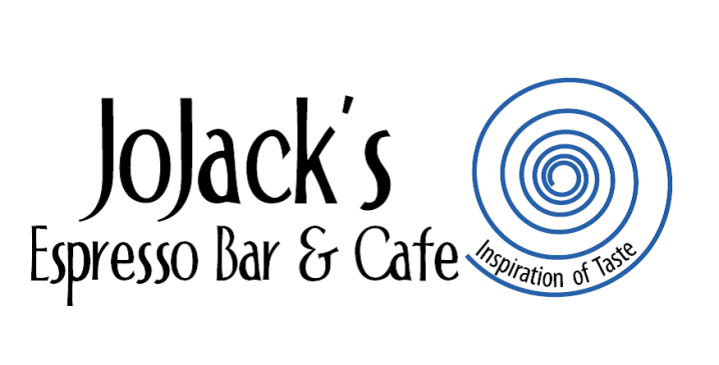 JoJack's
Espresso Bar & Cafe
Inspiration of Taste